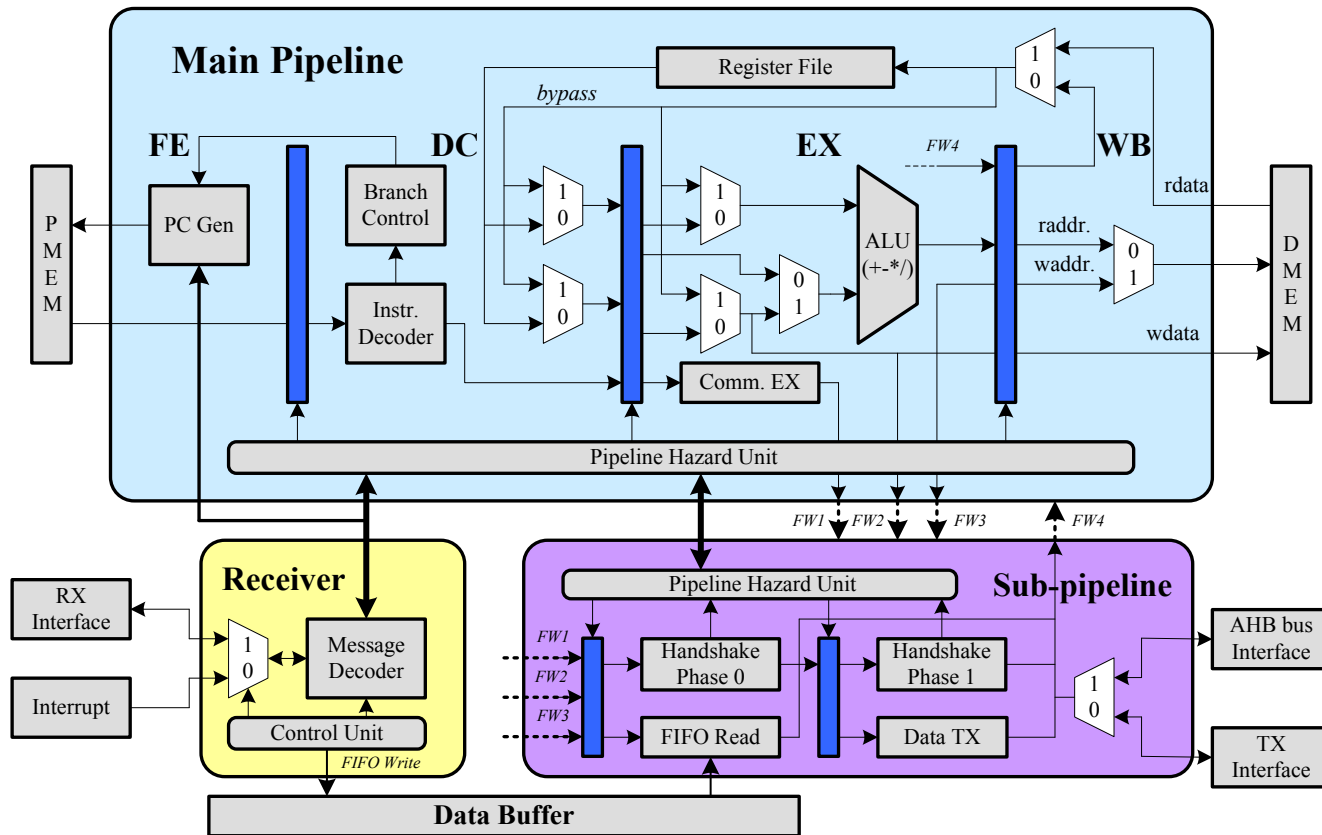 Main Pipeline
Register File
1
0
bypass
FE
DC
EX
WB
FW4
rdata
PMEM
PC Gen
Branch
Control
1
0
1
0
ALU
(+-*/)
raddr.
waddr.
0
1
DMEM
Instr.
Decoder
1
0
1
0
0
1
wdata
Comm. EX
Pipeline Hazard Unit
FW1
FW2
FW3
FW4
Receiver
RX
Interface
1
0
Message
Decoder
Interrupt
Control Unit
FIFO Write
Pipeline Hazard Unit
Sub-pipeline
FW1
FW2
FW3
Handshake
Phase 0
Handshake
Phase 1
FIFO Read
Data TX
1
0
AHB bus
Interface
TX
Interface
Data Buffer